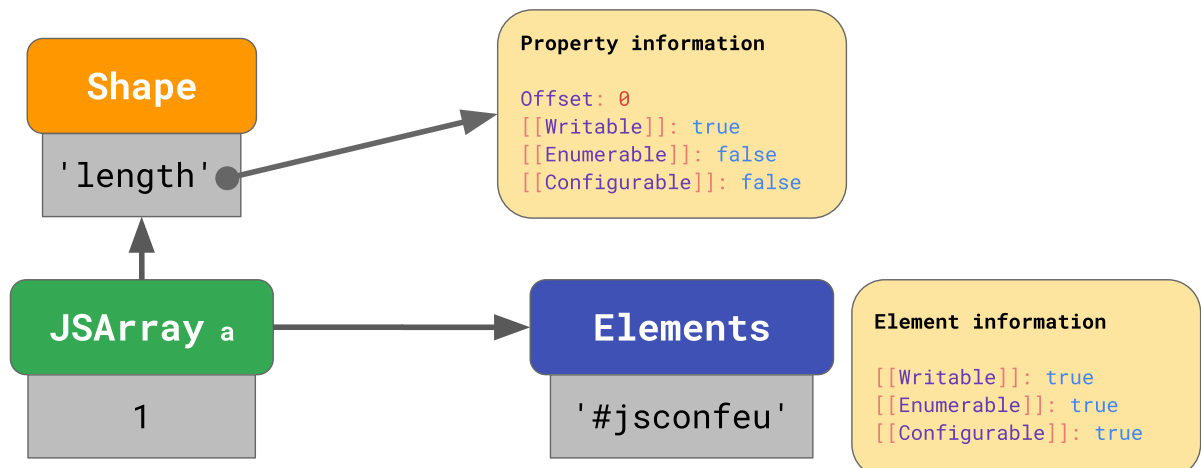 Shape
'length'
Property information
Offset: 0
[[Writable]]: true
[[Enumerable]]: false
[[Configurable]]: false
JSArray a
1
Elements
'#jsconfeu'
Element information
[[Writable]]: true
[[Enumerable]]: true
[[Configurable]]: true